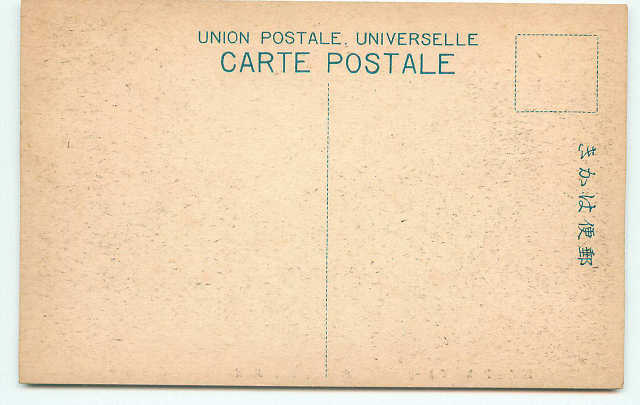 UNION POSTALE, UNIVERSELLE
CARTE POSTALE
郵便はかき